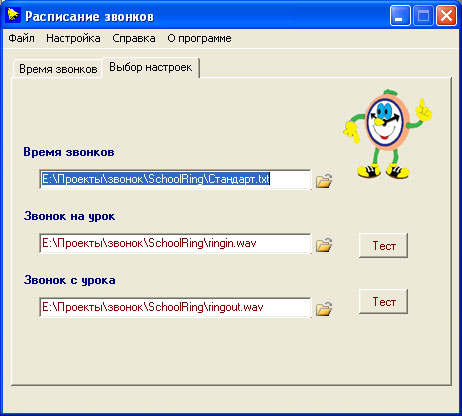 Расписание звонков
Файл Настройка Справка О программе
Время звонков Выбор настроек
Время звонков
E:\Проекты\звонок\SchoolRing\Стандарт.txt
Звонок на урок
E:\Проекты\звонок\SchoolRing\ringin.wav
Тест
Звонок с урока
E:\Проекты\звонок\SchoolRing\ringout.wav
Тест